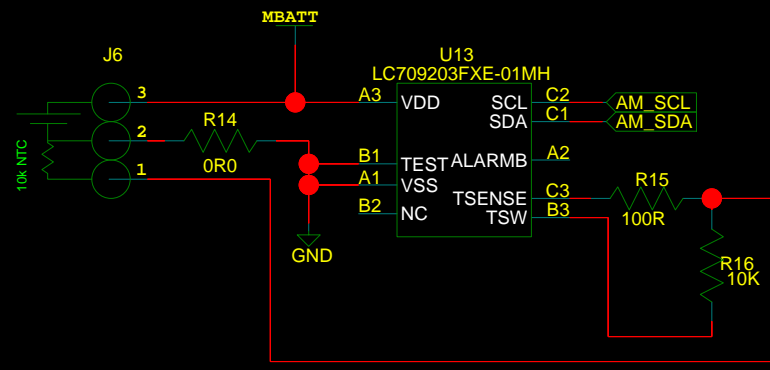 MBATT
J6
U13
LC709203FXE-01MH
3
A3
VDD
SCL
C2
AM_SCL
SDA
C1
AM_SDA
R14
2
0R0
B1
TEST
ALARMB
A2
10k NTC
1
A1
VSS
TSENSE
C3
R15
B2
NC
TSW
B3
100R
GND
R16
10K